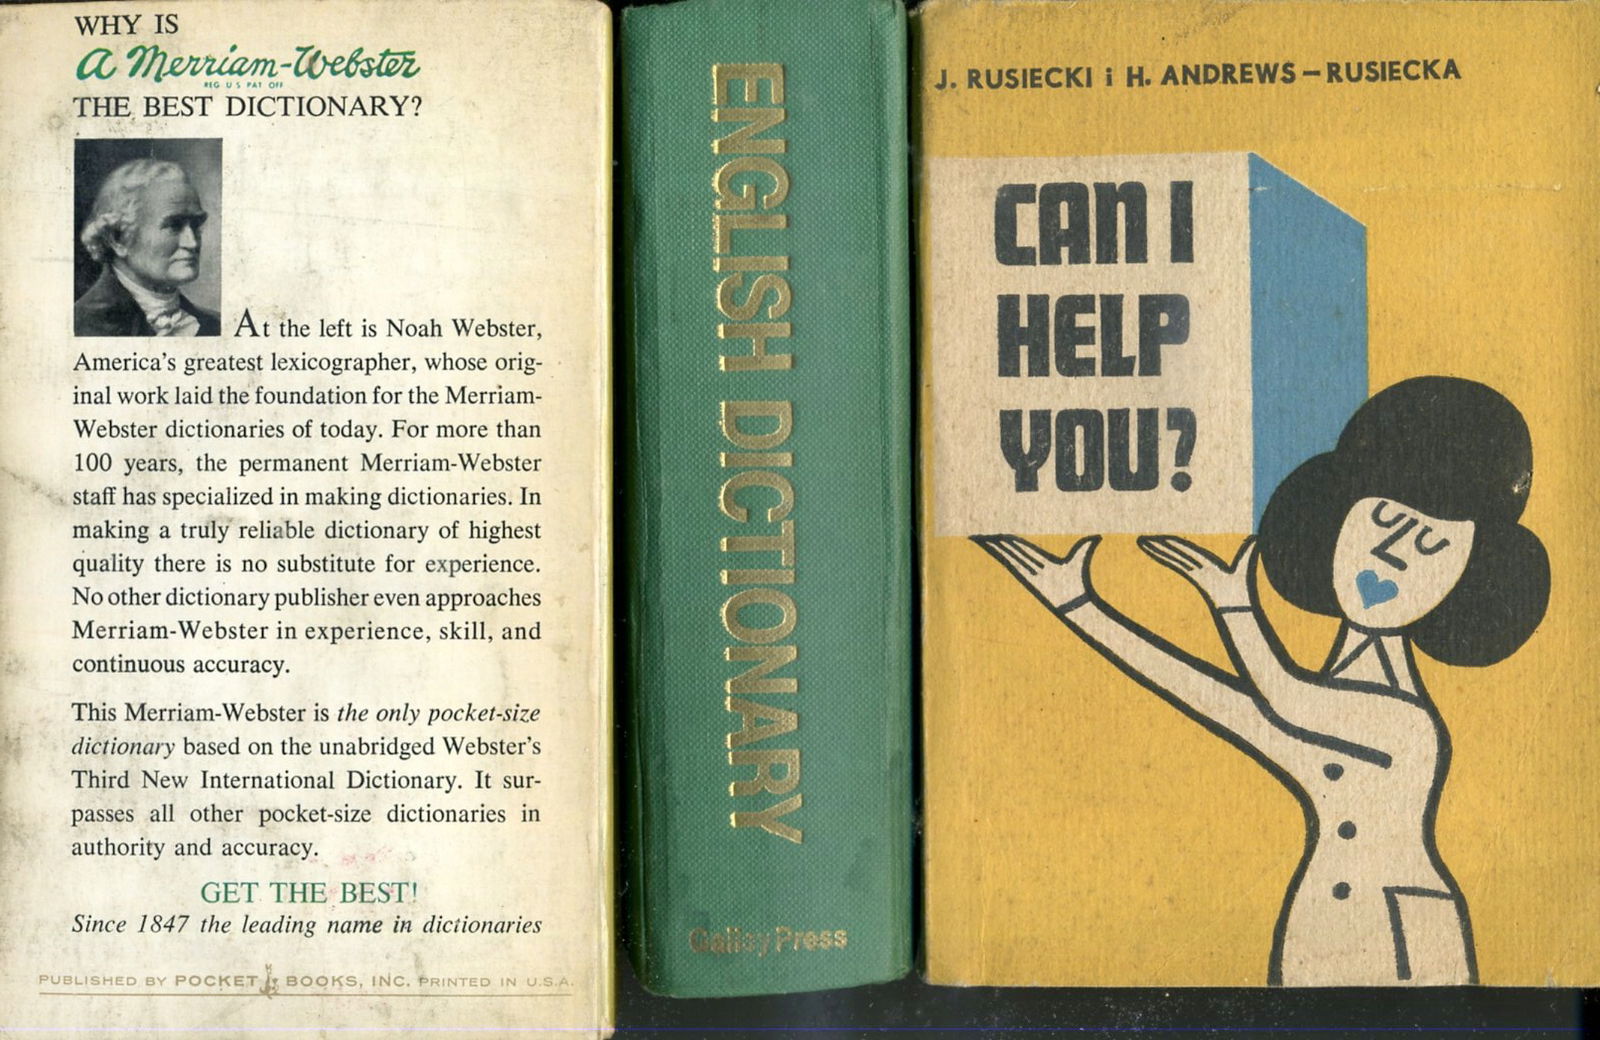 WHY IS
A Merriam-Webster
REG U S PAT OFF
THE BEST DICTIONARY?
At the left is Noah Webster,
America's greatest lexicographer, whose orig-
inal work laid the foundation for the Merriam-
Webster dictionaries of today. For more than
100 years, the permanent Merriam-Webster
staff has specialized in making dictionaries. In
making a truly reliable dictionary of highest
quality there is no substitute for experience.
No other dictionary publisher even approaches
Merriam-Webster in experience, skill, and
continuous accuracy.
This Merriam-Webster is the only pocket-size
dictionary based on the unabridged Webster's
Third New International Dictionary. It sur-
passes all other pocket-size dictionaries in
authority and accuracy.
GET THE BEST!
Since 1847 the leading name in dictionaries
PUBLISHED BY POCKET BOOKS, INC. PRINTED IN U.S.A.
ENGLISH DICTIONARY
Galley Press
J. RUSIECKI i H. ANDREWS – RUSIECKA
CAN I
HELP
YOU?